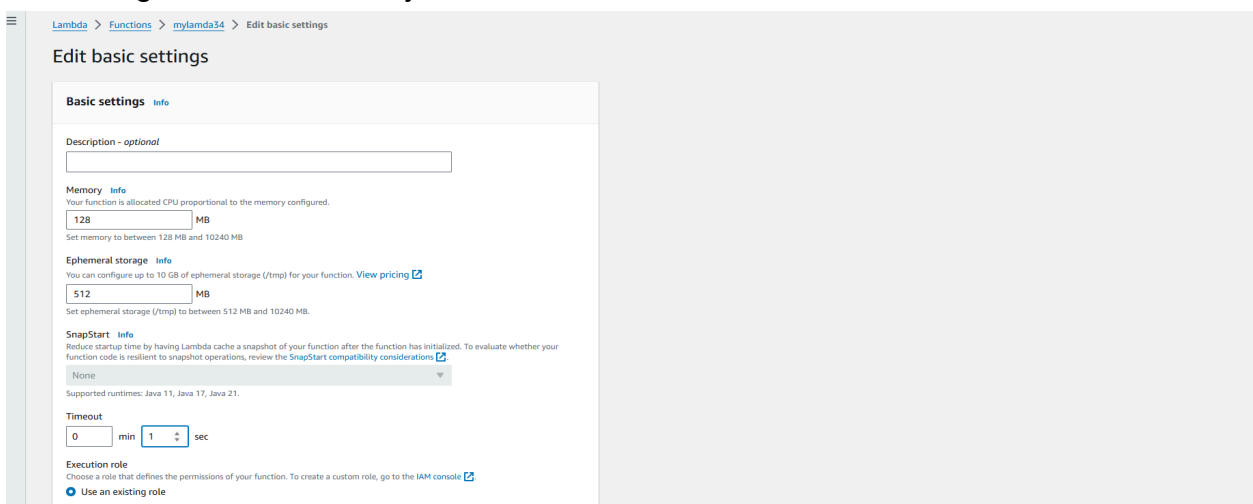 Lambda > Functions > mylamda34 > Edit basic settings
Edit basic settings
Basic settings Info
Description - optional
Memory Info
Your function is allocated CPU proportional to the memory configured.
128 MB
Set memory to between 128 MB and 10240 MB
Ephemeral storage Info
You can configure up to 10 GB of ephemeral storage (/tmp) for your function. View pricing
512 MB
Set ephemeral storage (/tmp) to between 512 MB and 10240 MB.
SnapStart Info
Reduce startup time by having Lambda cache a snapshot of your function after the function has initialized. To evaluate whether your
function code is resilient to snapshot operations, review the SnapStart compatibility considerations.
None
Supported runtimes: Java 11, Java 17, Java 21.
Timeout
0 min 1 sec
Execution role
Choose a role that defines the permissions of your function. To create a custom role, go to the IAM console.
Use an existing role